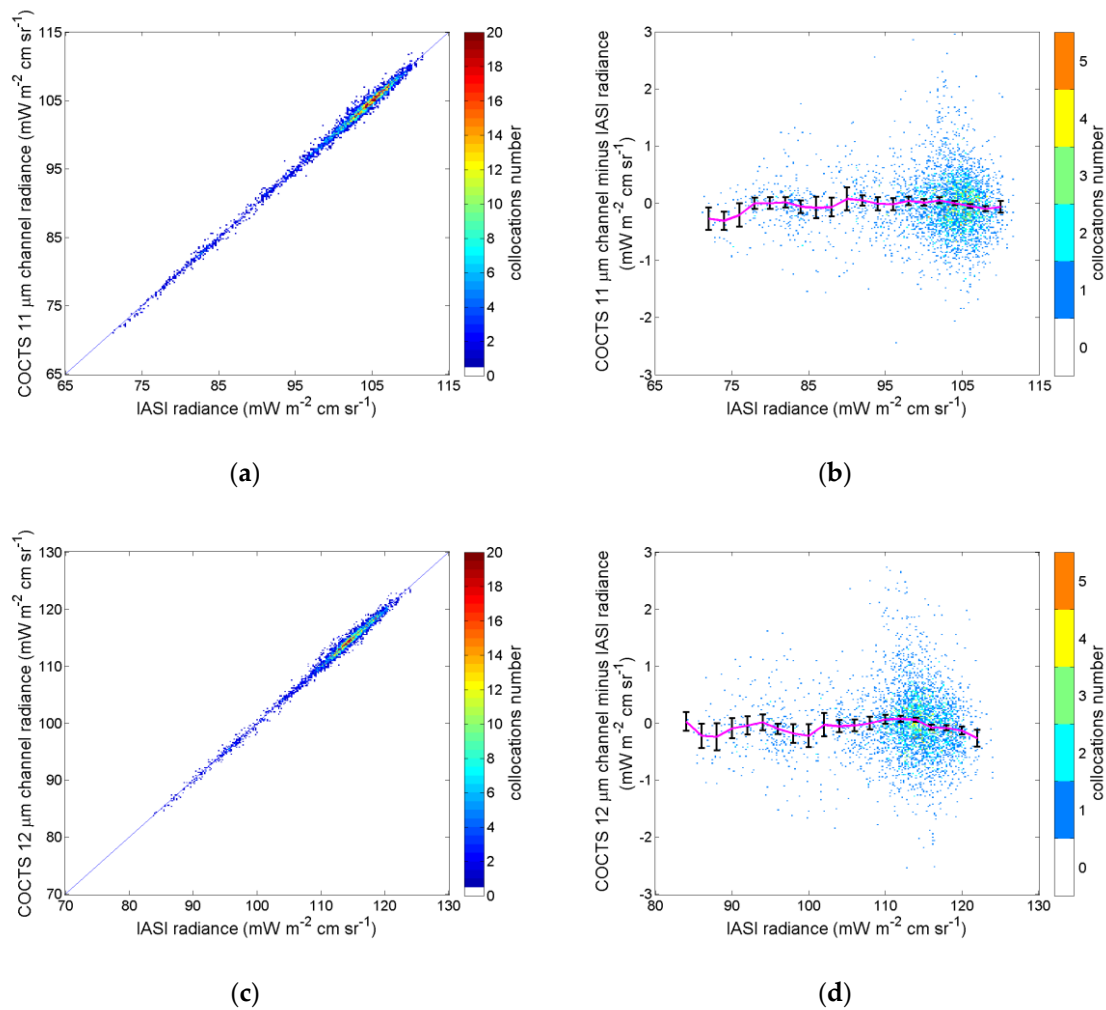 COCTS 11 μm channel radiance (mW m⁻² cm sr⁻¹)
115
105
95
85
75
65
65 75 85 95 105 115
IASI radiance (mW m⁻² cm sr⁻¹)
20
18
16
14
12
10
8
6
4
2
0
collocations number
(a)
COCTS 11 μm channel minus IASI radiance
(mW m⁻² cm sr⁻¹)
3
2
1
0
-1
-2
-3
65 75 85 95 105 115
IASI radiance (mW m⁻² cm sr⁻¹)
5
4
3
2
1
0
collocations number
(b)
COCTS 12 μm channel radiance (mW m⁻² cm sr⁻¹)
130
120
110
100
90
80
70
70 80 90 100 110 120 130
IASI radiance (mW m⁻² cm sr⁻¹)
20
18
16
14
12
10
8
6
4
2
0
collocations number
(c)
COCTS 12 μm channel minus IASI radiance
(mW m⁻² cm sr⁻¹)
3
2
1
0
-1
-2
-3
80 90 100 110 120 130
IASI radiance (mW m⁻² cm sr⁻¹)
5
4
3
2
1
0
collocations number
(d)